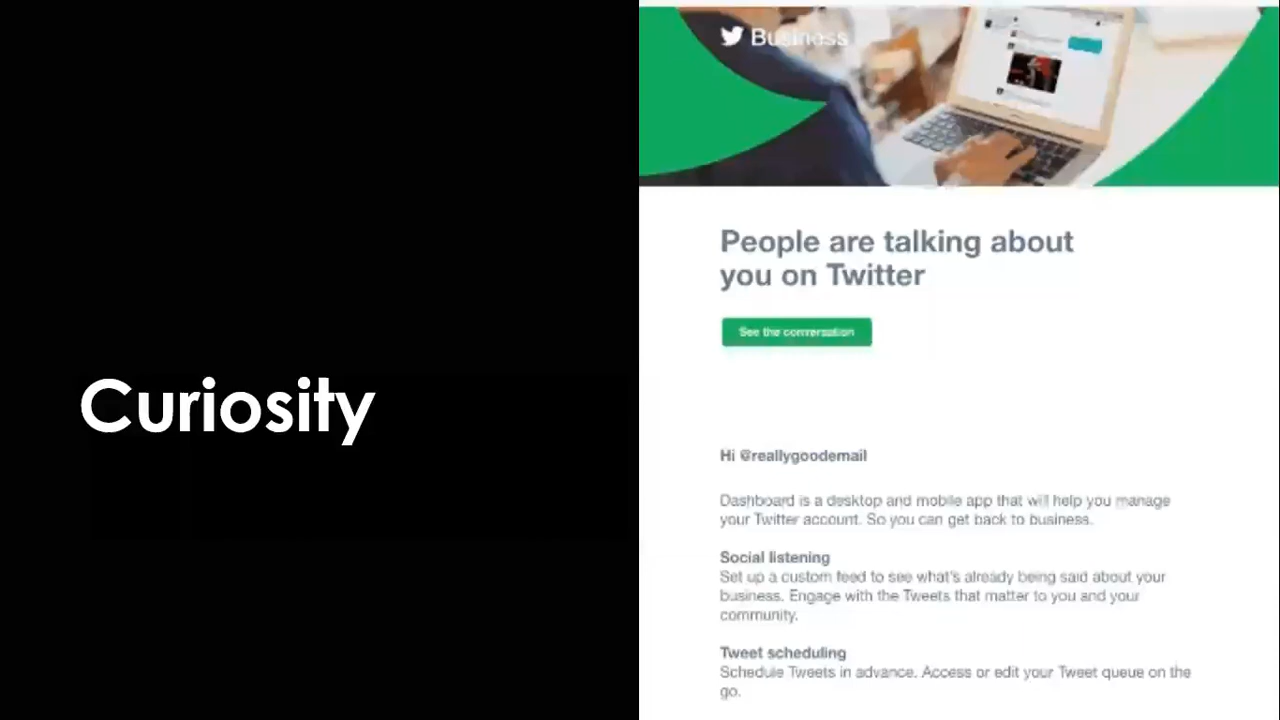 Curiosity
Business
People are talking about
you on Twitter
See the conversation
Hi @reallygoodemail
Dashboard is a desktop and mobile app that will help you manage
your Twitter account. So you can get back to business.
Social listening
Set up a custom feed to see what's already being said about your
business. Engage with the Tweets that matter to you and your
community.
Tweet scheduling
Schedule Tweets in advance. Access or edit your Tweet queue on the
go.